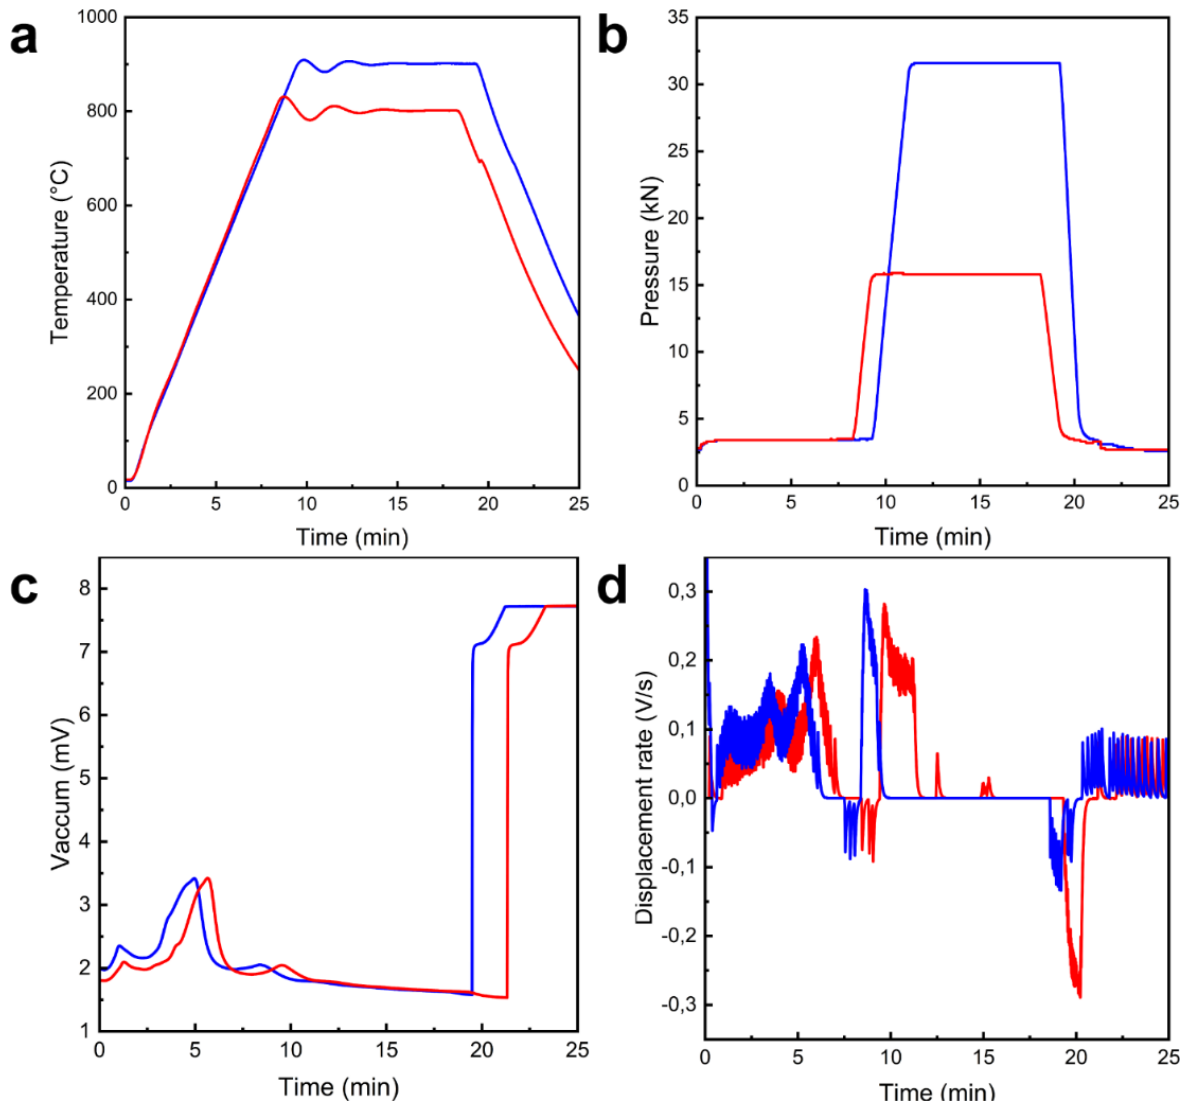 a
1000
800
600
400
200
0
Temperature (°C)
0 5 10 15 20 25
Time (min)
b
35
30
25
20
15
10
5
0
Pressure (kN)
0 5 10 15 20 25
Time (min)
c
8
7
6
5
4
3
2
1
Vaccum (mV)
0 5 10 15 20 25
Time (min)
d
0,3
0,2
0,1
0,0
-0,1
-0,2
-0,3
Displacement rate (V/s)
0 5 10 15 20 25
Time (min)